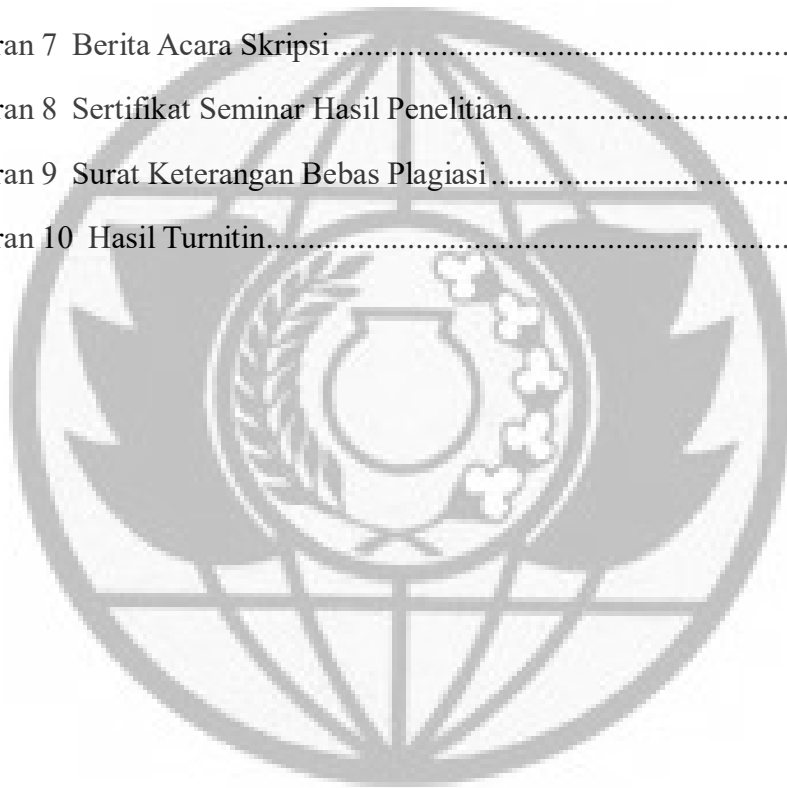 ran 7 Berita Acara Skripsi........................................................
ran 8 Sertifikat Seminar Hasil Penelitian..................................
ran 9 Surat Keterangan Bebas Plagiasi.....................................
ran 10 Hasil Turnitin.................................................................